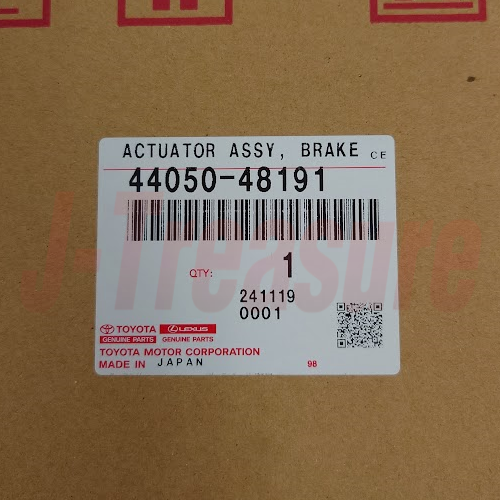 ACTUATOR ASSY, BRAKE CE
44050-48191
QTY: 1
241119
0001
TOYOTA LEXUS
GENUINE PARTS GENUINE PARTS
TOYOTA MOTOR CORPORATION
MADE IN JAPAN 98
J-Treasure